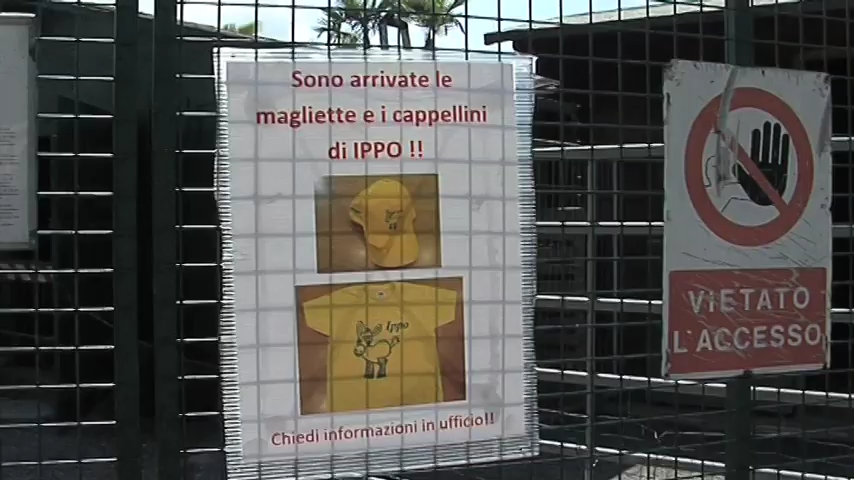 Sono arrivate le
magliette e i cappellini
di IPPO !!
Ippo
Chiedi informazioni in ufficio!!
VIETATO
L'ACCESSO